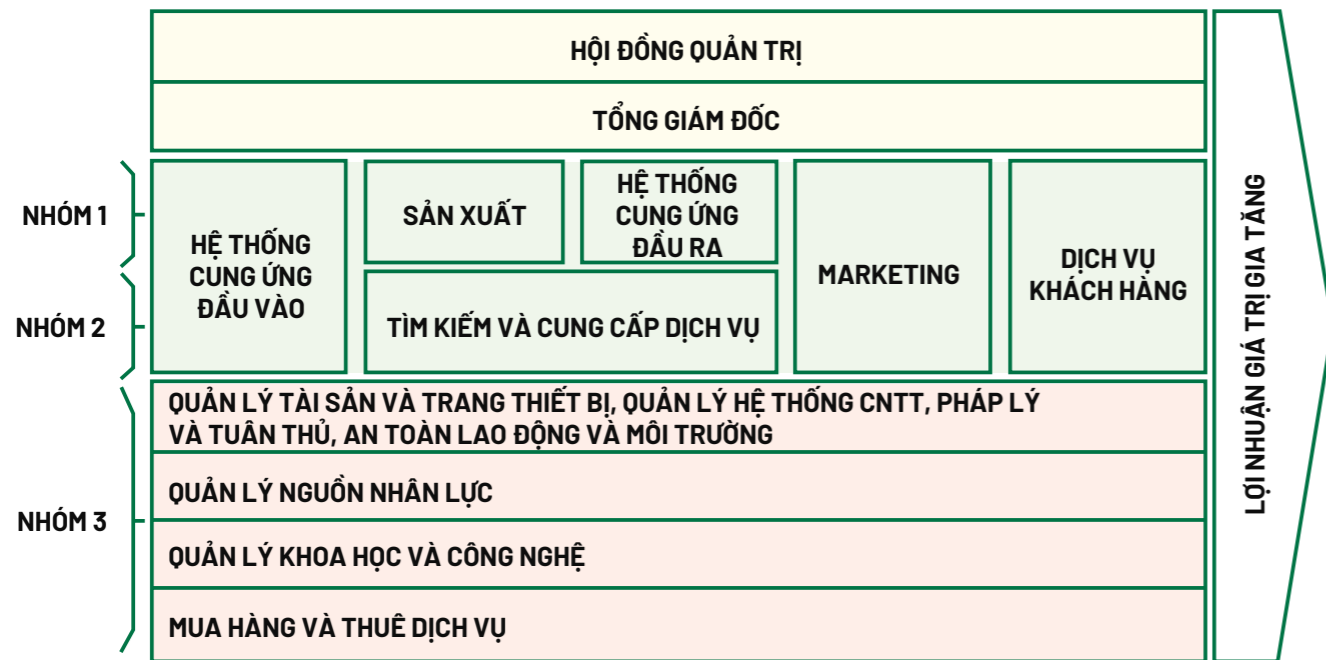 HỘI ĐỒNG QUẢN TRỊ
TỔNG GIÁM ĐỐC
NHÓM 1
NHÓM 2
HỆ THỐNG
CUNG ỨNG
ĐẦU VÀO
SẢN XUẤT
HỆ THỐNG
CUNG ỨNG
ĐẦU RA
TÌM KIẾM VÀ CUNG CẤP DỊCH VỤ
MARKETING
DỊCH VỤ
KHÁCH HÀNG
NHÓM 3
QUẢN LÝ TÀI SẢN VÀ TRANG THIẾT BỊ, QUẢN LÝ HỆ THỐNG CNTT, PHÁP LÝ
VÀ TUÂN THỦ, AN TOÀN LAO ĐỘNG VÀ MÔI TRƯỜNG
QUẢN LÝ NGUỒN NHÂN LỰC
QUẢN LÝ KHOA HỌC VÀ CÔNG NGHỆ
MUA HÀNG VÀ THUÊ DỊCH VỤ
LỢI NHUẬN GIÁ TRỊ GIA TĂNG